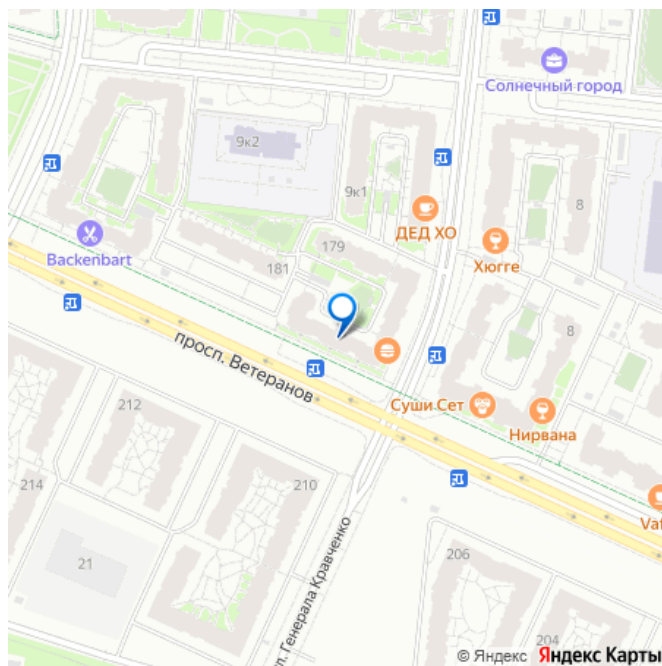 Солнечный город
9к2
9к1
8
ДЕД ХО
Backenbart
179
Хюгге
181
8
просп. Ветеранов
Суши Сет
212
Нирвана
214
210
Vaf
21
ул. Генерала Кравченко
206
204
© Яндекс Яндекс Карты